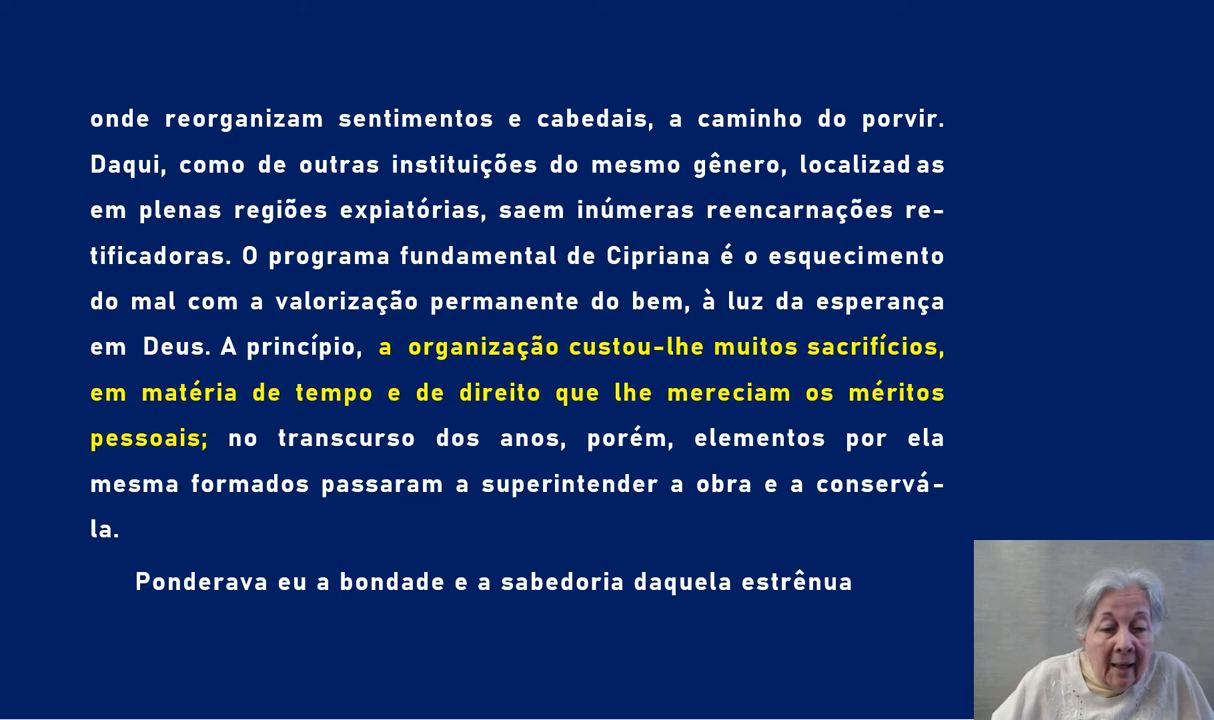 onde reorganizam sentimentos e cabedais, a caminho do porvir.
Daqui, como de outras instituições do mesmo gênero, localizadas
em plenas regiões expiatórias, saem inúmeras reencarnações re-
tificadoras. O programa fundamental de Cipriana é o esquecimento
do mal com a valorização permanente do bem, à luz da esperança
em Deus. A princípio, a organização custou-lhe muitos sacrifícios,
em matéria de tempo e de direito que lhe mereciam os méritos
pessoais; no transcurso dos anos, porém, elementos por ela
mesma formados passaram a superintender a obra e a conservá-
la.
Ponderava eu a bondade e a sabedoria daquela estrênua